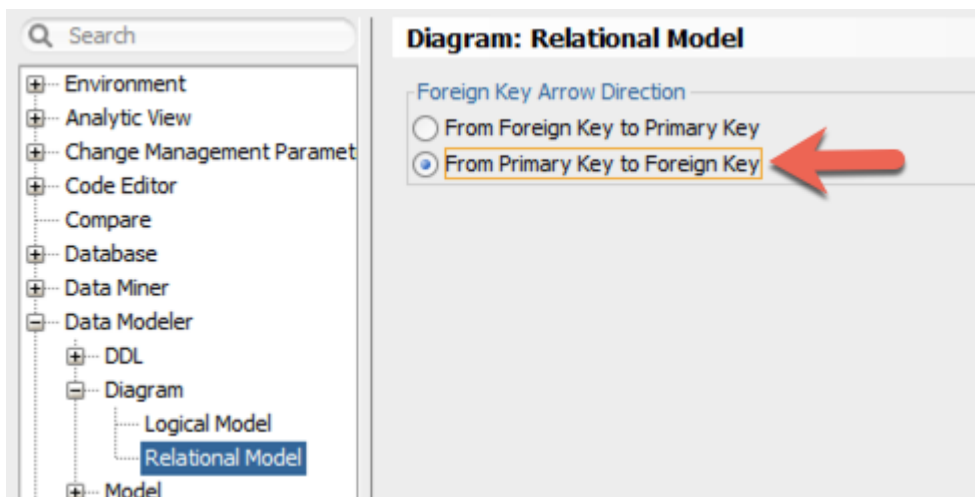 Search
Environment
Analytic View
Change Management Paramet
Code Editor
Compare
Database
Data Miner
Data Modeler
DDL
Diagram
Logical Model
Relational Model
Model
Diagram: Relational Model
Foreign Key Arrow Direction
From Foreign Key to Primary Key
From Primary Key to Foreign Key